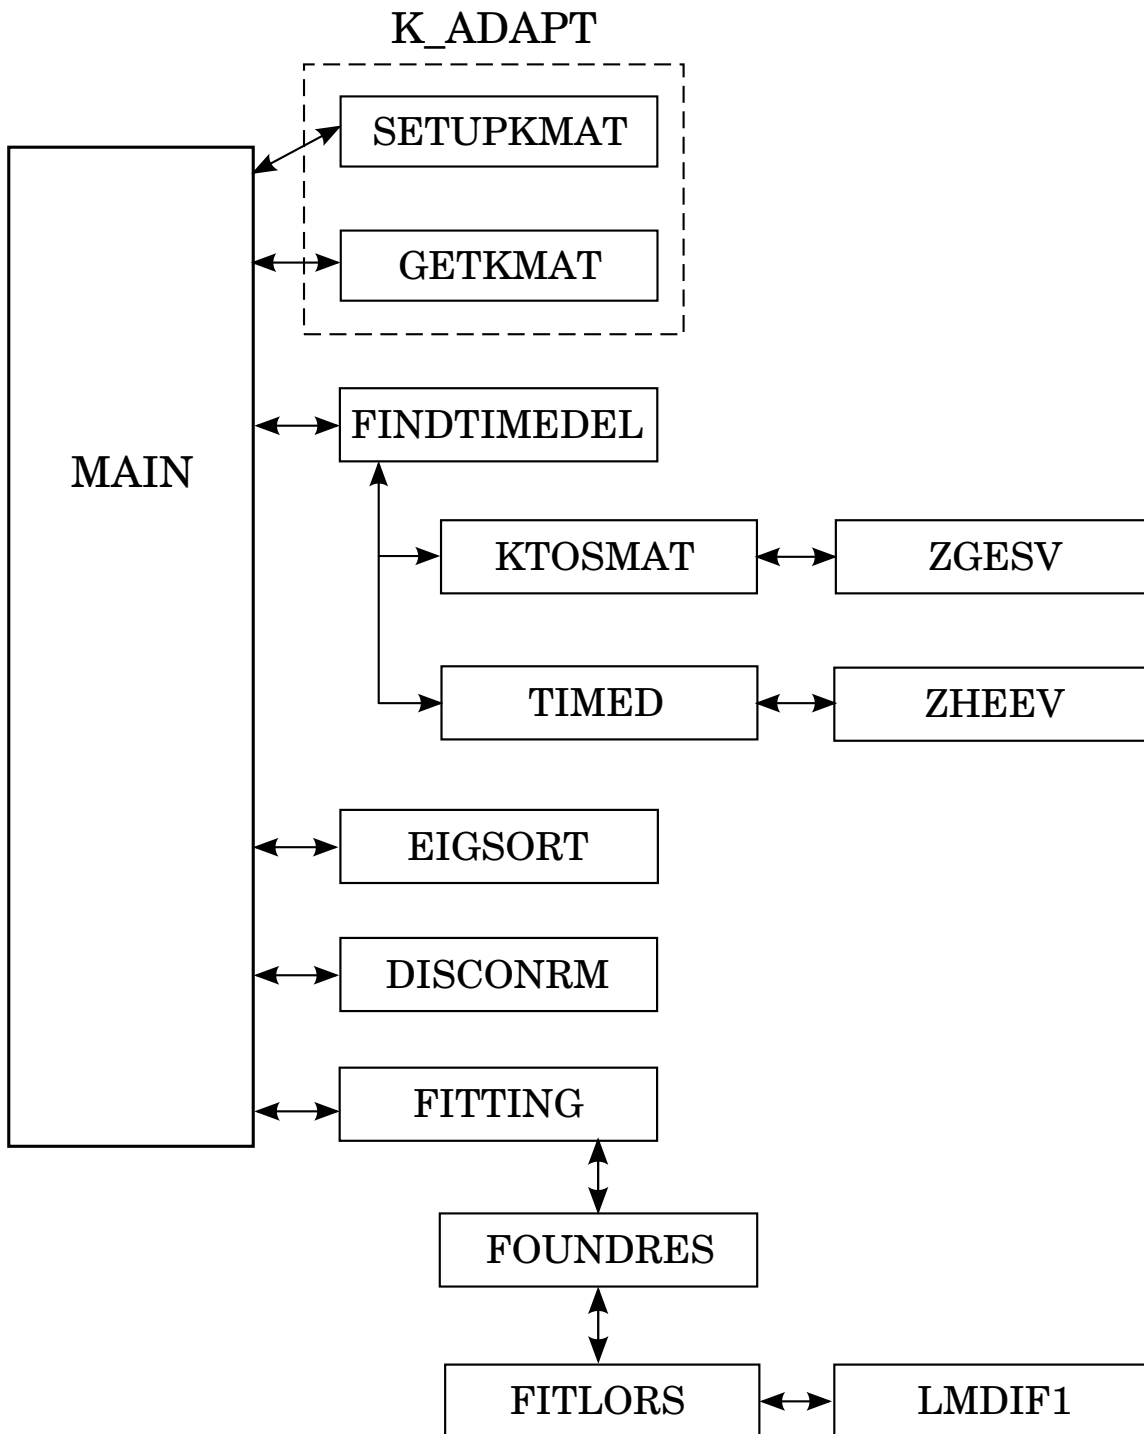 K_ADAPT
SETUPKMAT
GETKMAT
MAIN
FINDTIMEDEL
KTOSMAT
ZGESV
TIMED
ZHEEV
EIGSORT
DISCONRM
FITTING
FOUNDRES
FITLORS
LMDIF1